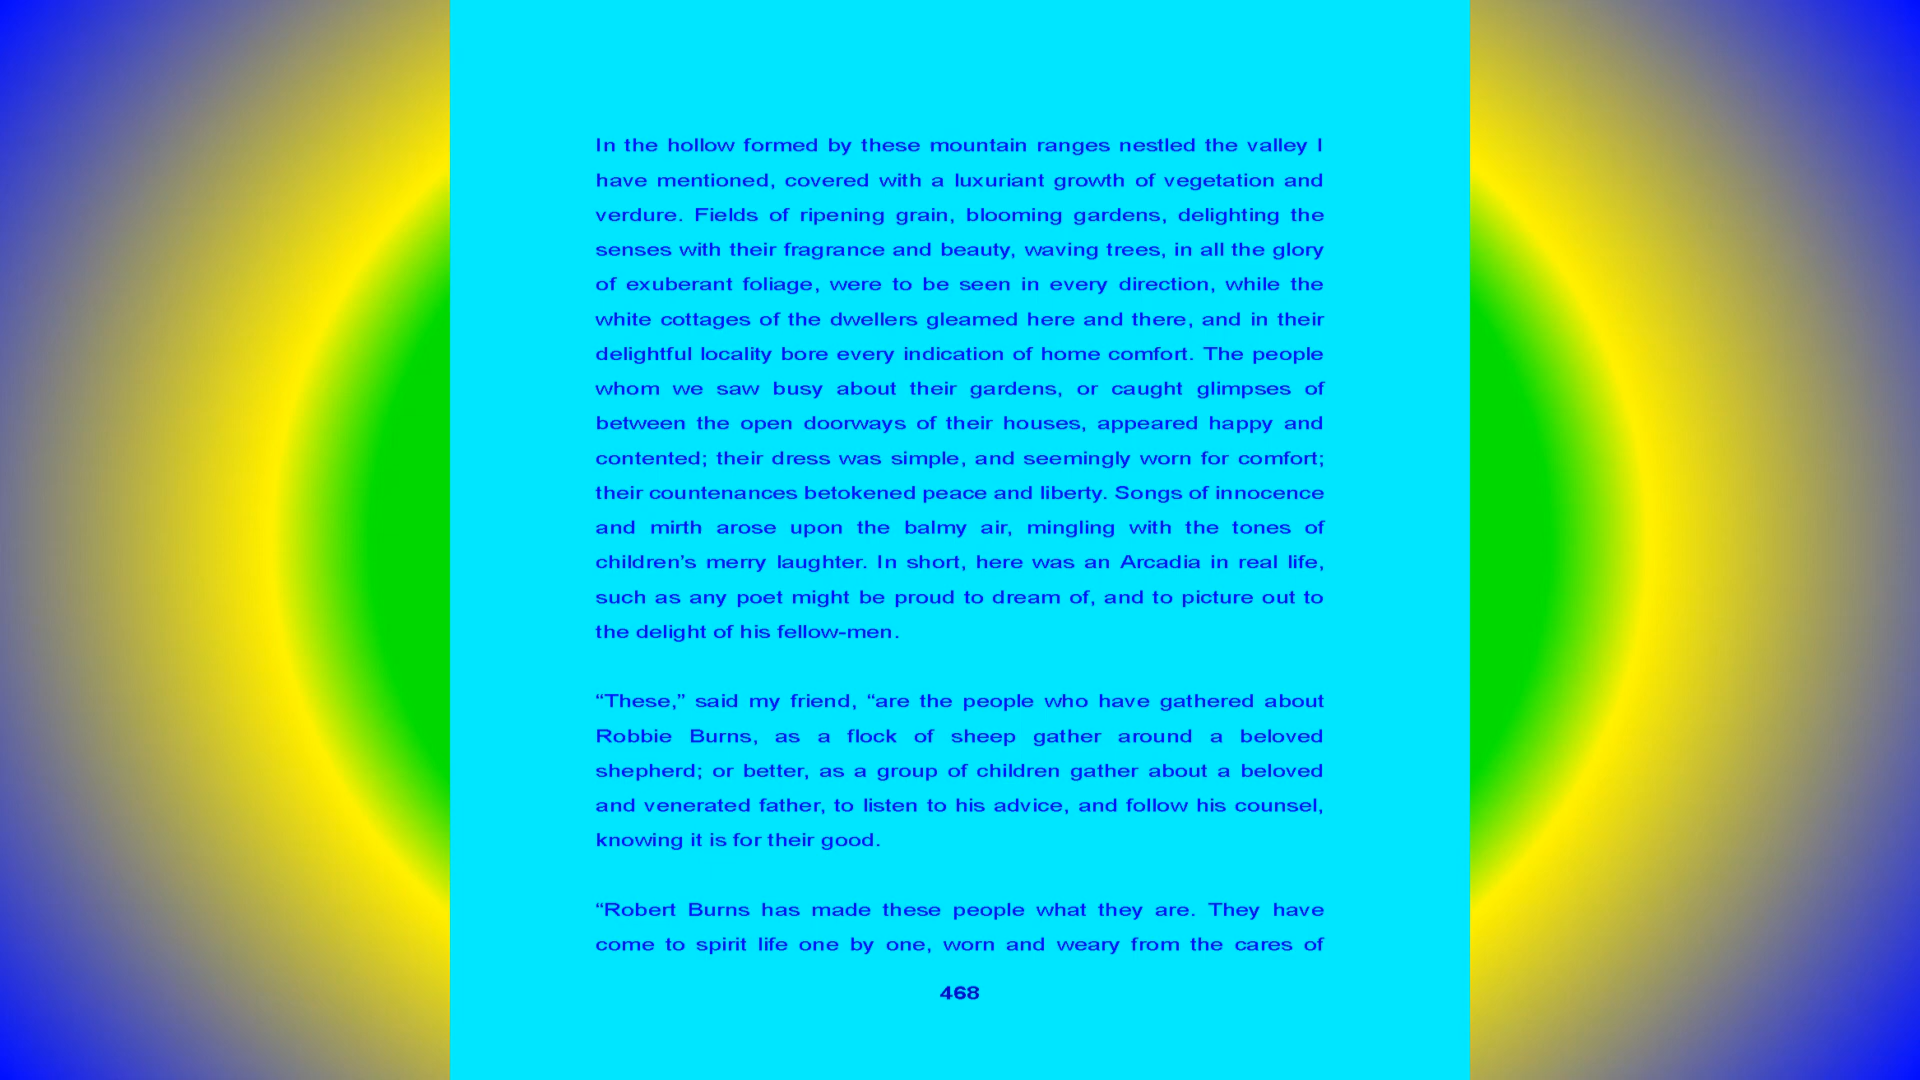 In the hollow formed by these mountain ranges nestled the valley I
have mentioned, covered with a luxuriant growth of vegetation and
verdure. Fields of ripening grain, blooming gardens, delighting the
senses with their fragrance and beauty, waving trees, in all the glory
of exuberant foliage, were to be seen in every direction, while the
white cottages of the dwellers gleamed here and there, and in their
delightful locality bore every indication of home comfort. The people
whom we saw busy about their gardens, or caught glimpses of
between the open doorways of their houses, appeared happy and
contented; their dress was simple, and seemingly worn for comfort;
their countenances betokened peace and liberty. Songs of innocence
and mirth arose upon the balmy air, mingling with the tones of
children’s merry laughter. In short, here was an Arcadia in real life,
such as any poet might be proud to dream of, and to picture out to
the delight of his fellow-men.
“These,” said my friend, “are the people who have gathered about
Robbie Burns, as a flock of sheep gather around a beloved
shepherd; or better, as a group of children gather about a beloved
and venerated father, to listen to his advice, and follow his counsel,
knowing it is for their good.
“Robert Burns has made these people what they are. They have
come to spirit life one by one, worn and weary from the cares of
468